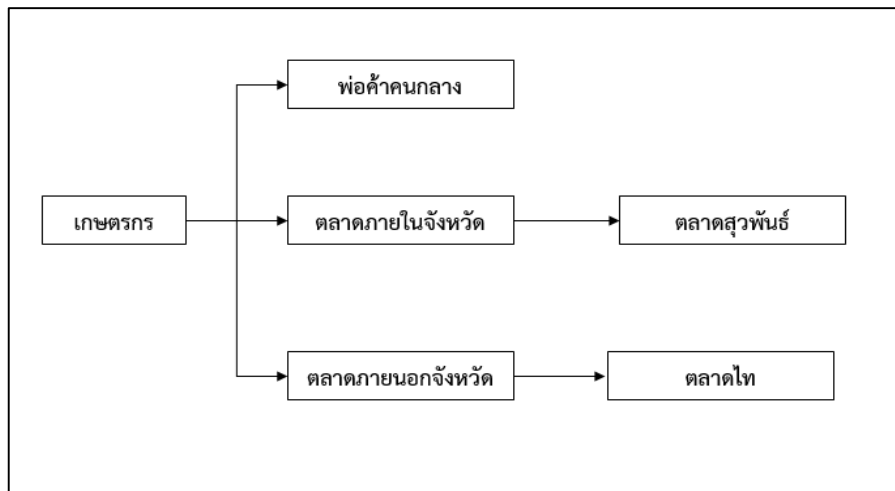 พ่อค้าคนกลาง
เกษตรกร
ตลาดภายในจังหวัด
ตลาดสุวพันธ์
ตลาดภายนอกจังหวัด
ตลาดไท